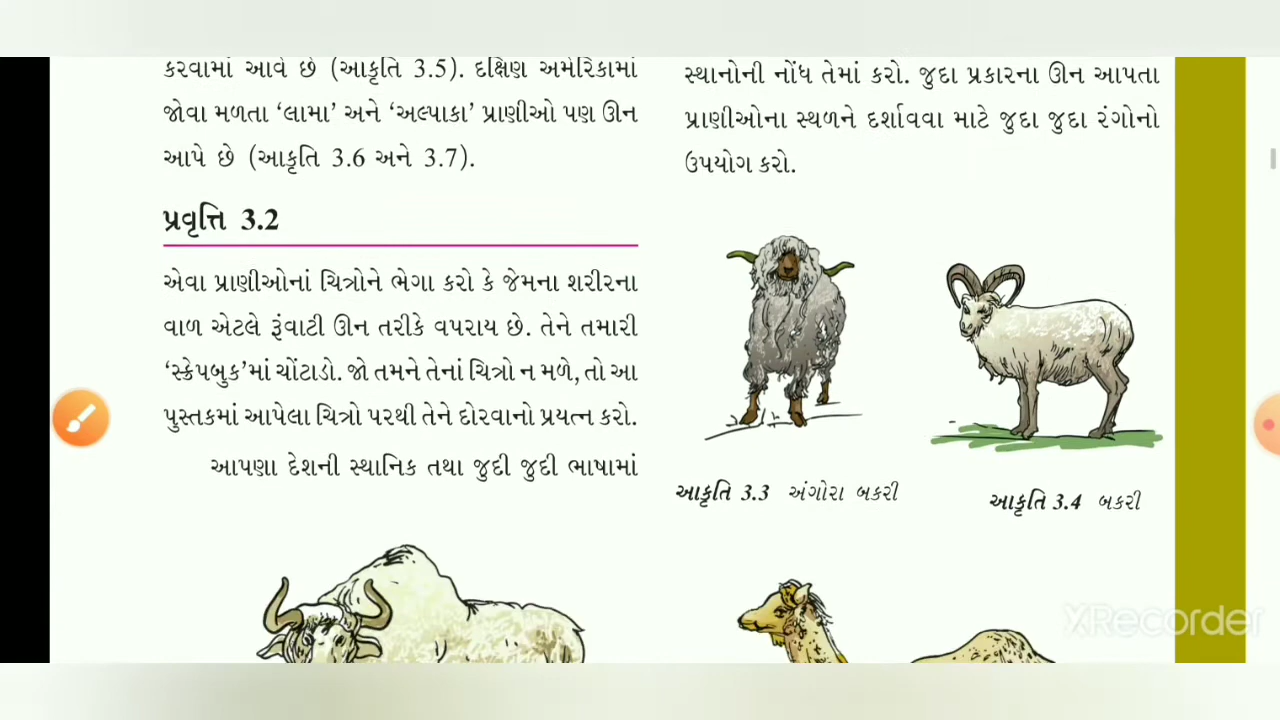 કરવામાં આવે છે (આકૃતિ 3.5). દક્ષિણ અમેરિકામાં
જોવા મળતા ‘લામા’ અને ‘અલ્પાકા’ પ્રાણીઓ પણ ઊન
આપે છે (આકૃતિ 3.6 અને 3.7).
પ્રવૃત્તિ 3.2
એવા પ્રાણીઓનાં ચિત્રોને ભેગા કરો કે જેમના શરીરના
વાળ એટલે રૂંવાટી ઊન તરીકે વપરાય છે. તેને તમારી
‘સ્ક્રેપબુક’માં ચોંટાડો. જો તમને તેનાં ચિત્રો ન મળે, તો આ
પુસ્તકમાં આપેલા ચિત્રો પરથી તેને દોરવાનો પ્રયત્ન કરો.
આપણા દેશની સ્થાનિક તથા જુદી જુદી ભાષામાં
સ્થાનોની નોંધ તેમાં કરો. જુદા પ્રકારના ઊન આપતા
પ્રાણીઓના સ્થળને દર્શાવવા માટે જુદા જુદા રંગોનો
ઉપયોગ કરો.
આકૃતિ 3.3 અંગોરા બકરી
આકૃતિ 3.4 બકરી
XRecorder